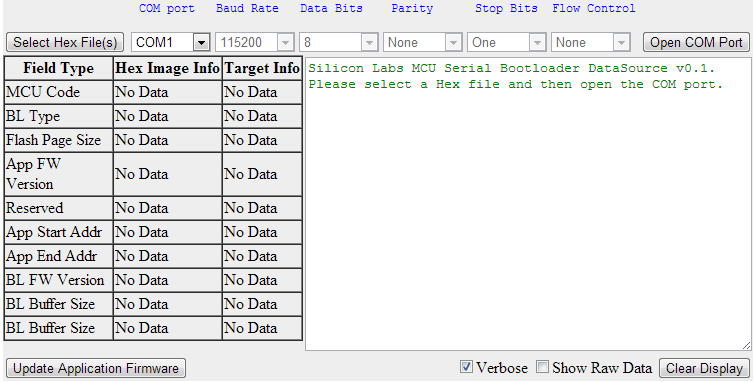 COM port Baud Rate Data Bits Parity Stop Bits Flow Control
Select Hex File(s) COM1 115200 8 None One None Open COM Port
Field Type Hex Image Info Target Info
MCU Code No Data No Data
BL Type No Data No Data
Flash Page Size No Data No Data
App FW
Version No Data No Data
Reserved No Data No Data
App Start Addr No Data No Data
App End Addr No Data No Data
BL FW Version No Data No Data
BL Buffer Size No Data No Data
BL Buffer Size No Data No Data
Silicon Labs MCU Serial Bootloader DataSource v0.1.
Please select a Hex file and then open the COM port.
Update Application Firmware Verbose Show Raw Data Clear Display